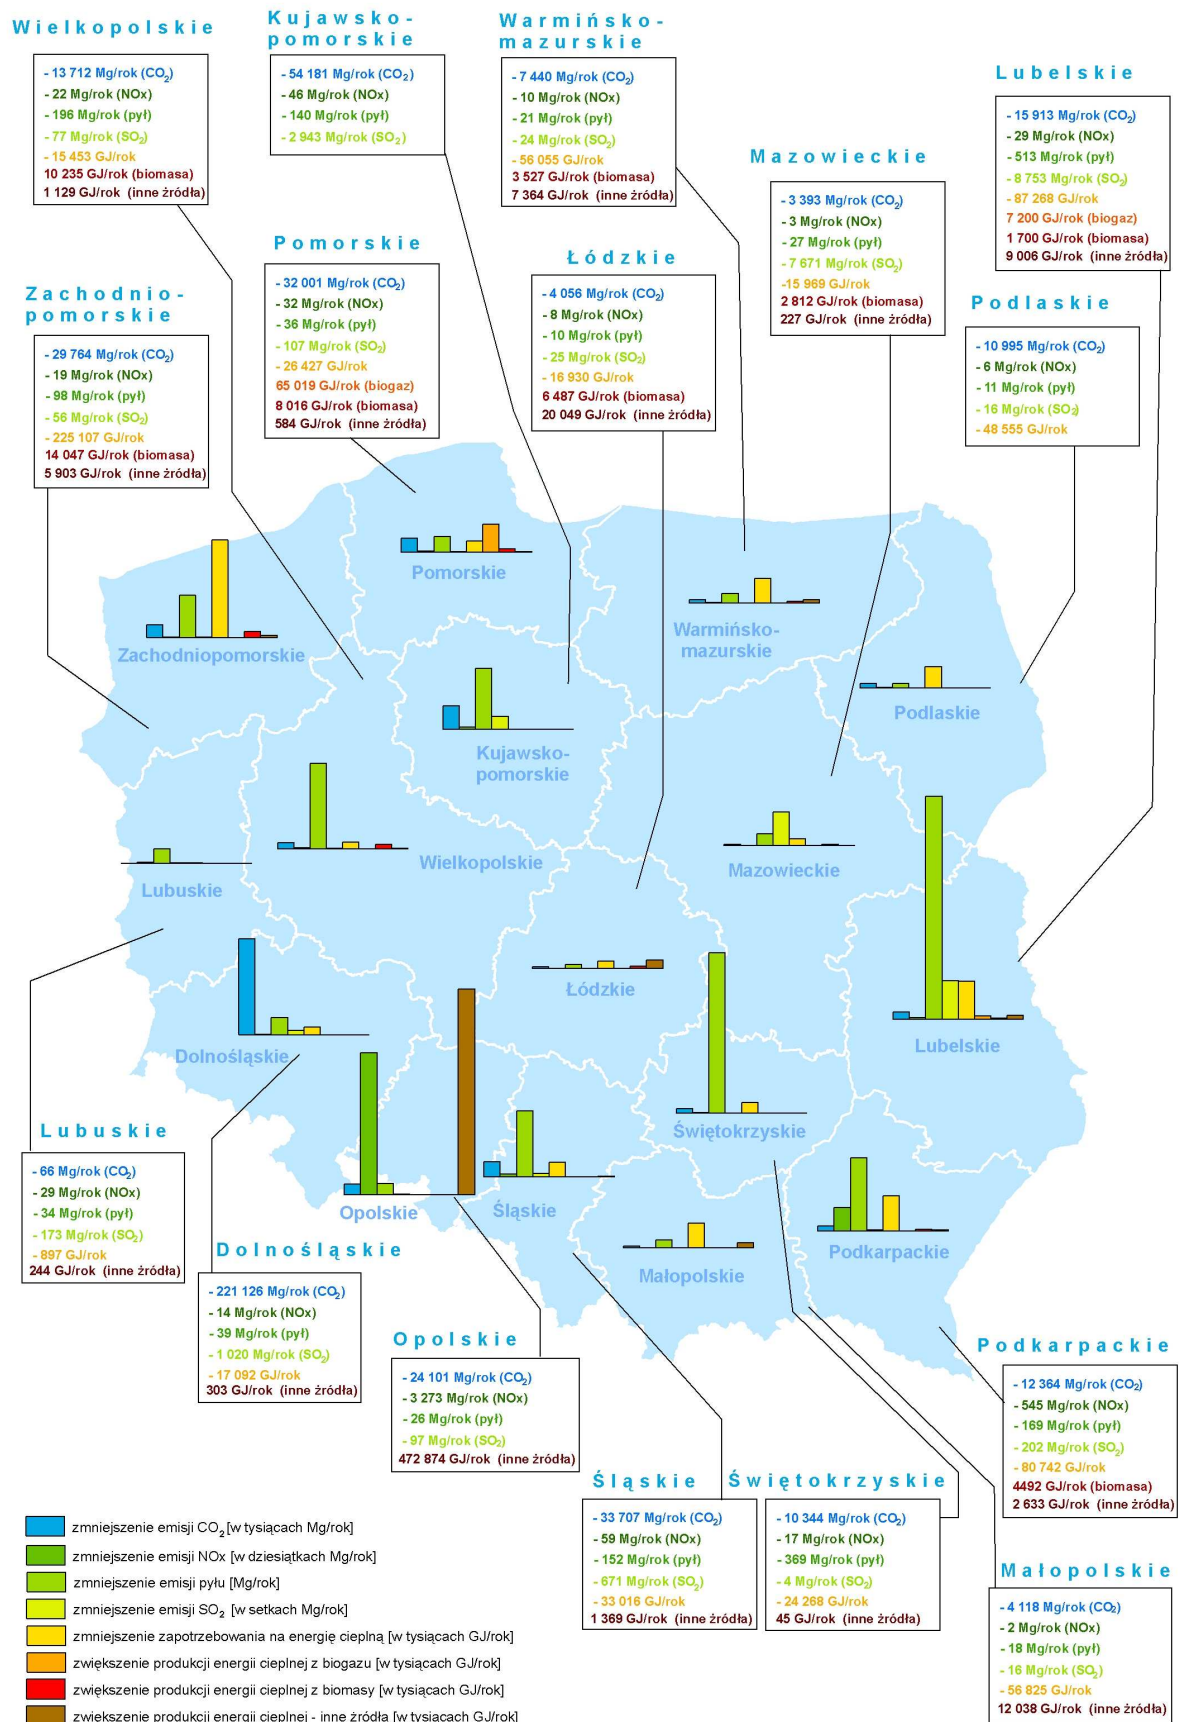 Wielkopolskie
- 13 712 Mg/rok (CO2)
- 22 Mg/rok (NOx)
- 196 Mg/rok (pył)
- 77 Mg/rok (SO2)
- 15 453 GJ/rok
10 235 GJ/rok (biomasa)
1 129 GJ/rok (inne źródła)
Kujawsko-
pomorskie
- 54 181 Mg/rok (CO2)
- 46 Mg/rok (NOx)
- 140 Mg/rok (pył)
- 2 943 Mg/rok (SO2)
Warmińsko-
mazurskie
- 7 440 Mg/rok (CO2)
- 10 Mg/rok (NOx)
- 21 Mg/rok (pył)
- 24 Mg/rok (SO2)
- 56 055 GJ/rok
3 527 GJ/rok (biomasa)
7 364 GJ/rok (inne źródła)
Lubelskie
- 15 913 Mg/rok (CO2)
- 29 Mg/rok (NOx)
- 513 Mg/rok (pył)
- 8 753 Mg/rok (SO2)
- 87 268 GJ/rok
7 200 GJ/rok (biogaz)
1 700 GJ/rok (biomasa)
9 006 GJ/rok (inne źródła)
Mazowieckie
- 3 393 Mg/rok (CO2)
- 3 Mg/rok (NOx)
- 27 Mg/rok (pył)
- 7 671 Mg/rok (SO2)
-15 969 GJ/rok
2 812 GJ/rok (biomasa)
227 GJ/rok (inne źródła)
Pomorskie
- 32 001 Mg/rok (CO2)
- 32 Mg/rok (NOx)
- 36 Mg/rok (pył)
- 107 Mg/rok (SO2)
- 26 427 GJ/rok
65 019 GJ/rok (biogaz)
8 016 GJ/rok (biomasa)
584 GJ/rok (inne źródła)
Łódzkie
- 4 056 Mg/rok (CO2)
- 8 Mg/rok (NOx)
- 10 Mg/rok (pył)
- 25 Mg/rok (SO2)
- 16 930 GJ/rok
6 487 GJ/rok (biomasa)
20 049 GJ/rok (inne źródła)
Zachodnio-
pomorskie
- 29 764 Mg/rok (CO2)
- 19 Mg/rok (NOx)
- 98 Mg/rok (pył)
- 56 Mg/rok (SO2)
- 225 107 GJ/rok
14 047 GJ/rok (biomasa)
5 903 GJ/rok (inne źródła)
Podlaskie
- 10 995 Mg/rok (CO2)
- 6 Mg/rok (NOx)
- 11 Mg/rok (pył)
- 16 Mg/rok (SO2)
- 48 555 GJ/rok
Pomorskie
Zachodniopomorskie
Warmińsko-
mazurskie
Podlaskie
Kujawsko-
pomorskie
Wielkopolskie
Mazowieckie
Lubuskie
Łódzkie
Dolnośląskie
Lubelskie
Świętokrzyskie
Opolskie
Śląskie
Małopolskie
Podkarpackie
Lubuskie
- 66 Mg/rok (CO2)
- 29 Mg/rok (NOx)
- 34 Mg/rok (pył)
- 173 Mg/rok (SO2)
- 897 GJ/rok
244 GJ/rok (inne źródła)
Dolnośląskie
- 221 126 Mg/rok (CO2)
- 14 Mg/rok (NOx)
- 39 Mg/rok (pył)
- 1 020 Mg/rok (SO2)
- 17 092 GJ/rok
303 GJ/rok (inne źródła)
Opolskie
- 24 101 Mg/rok (CO2)
- 3 273 Mg/rok (NOx)
- 26 Mg/rok (pył)
- 97 Mg/rok (SO2)
472 874 GJ/rok (inne źródła)
Podkarpackie
- 12 364 Mg/rok (CO2)
- 545 Mg/rok (NOx)
- 169 Mg/rok (pył)
- 202 Mg/rok (SO2)
- 80 742 GJ/rok
4492 GJ/rok (biomasa)
2 633 GJ/rok (inne źródła)
Śląskie
- 33 707 Mg/rok (CO2)
- 59 Mg/rok (NOx)
- 152 Mg/rok (pył)
- 671 Mg/rok (SO2)
- 33 016 GJ/rok
1 369 GJ/rok (inne źródła)
Świętokrzyskie
- 10 344 Mg/rok (CO2)
- 17 Mg/rok (NOx)
- 369 Mg/rok (pył)
- 4 Mg/rok (SO2)
- 24 268 GJ/rok
45 GJ/rok (inne źródła)
Małopolskie
- 4 118 Mg/rok (CO2)
- 2 Mg/rok (NOx)
- 18 Mg/rok (pył)
- 16 Mg/rok (SO2)
- 56 825 GJ/rok
12 038 GJ/rok (inne źródła)
zmniejszenie emisji CO2 [w tysiącach Mg/rok]
zmniejszenie emisji NOx [w dziesiątkach Mg/rok]
zmniejszenie emisji pyłu [Mg/rok]
zmniejszenie emisji SO2 [w setkach Mg/rok]
zmniejszenie zapotrzebowania na energię cieplną [w tysiącach GJ/rok]
zwiększenie produkcji energii cieplnej z biogazu [w tysiącach GJ/rok]
zwiększenie produkcji energii cieplnej z biomasy [w tysiącach GJ/rok]
zwiększenie produkcji energii cieplnej - inne źródła [w tysiącach GJ/rok]